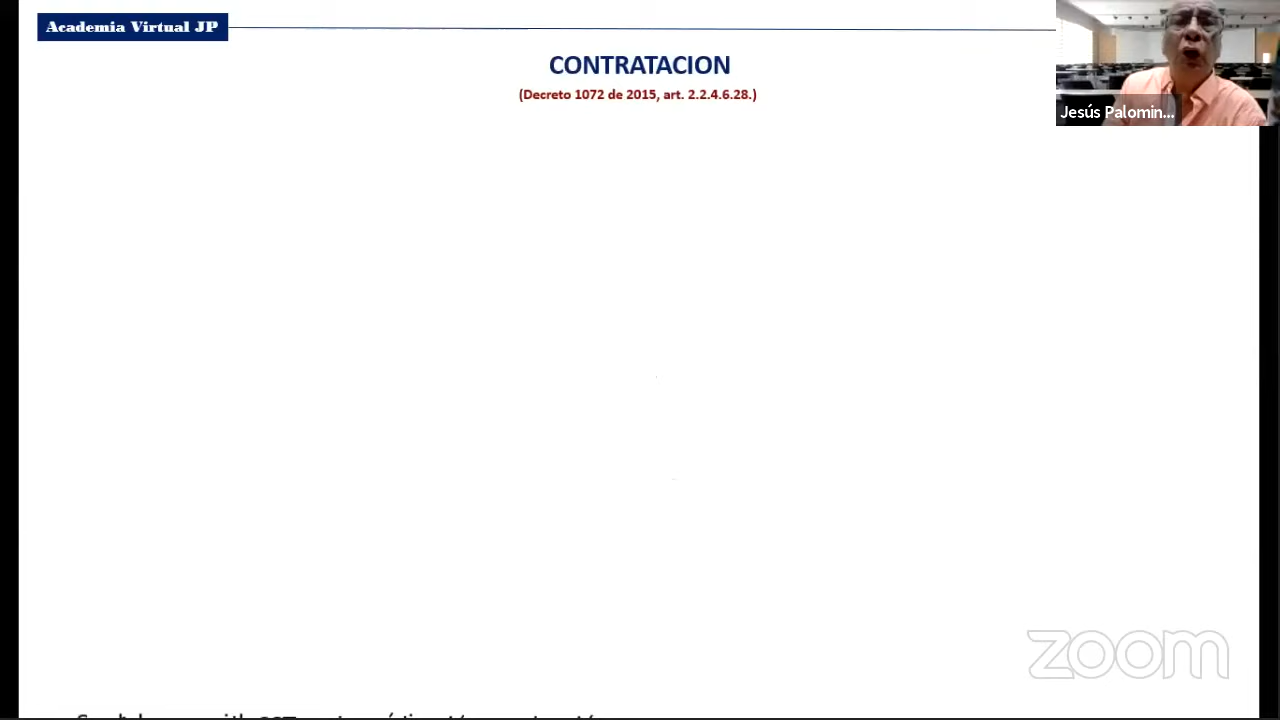 Academia Virtual JP
CONTRATACION
(Decreto 1072 de 2015, art. 2.2.4.6.28.)
Jesús Palomin...
zoom